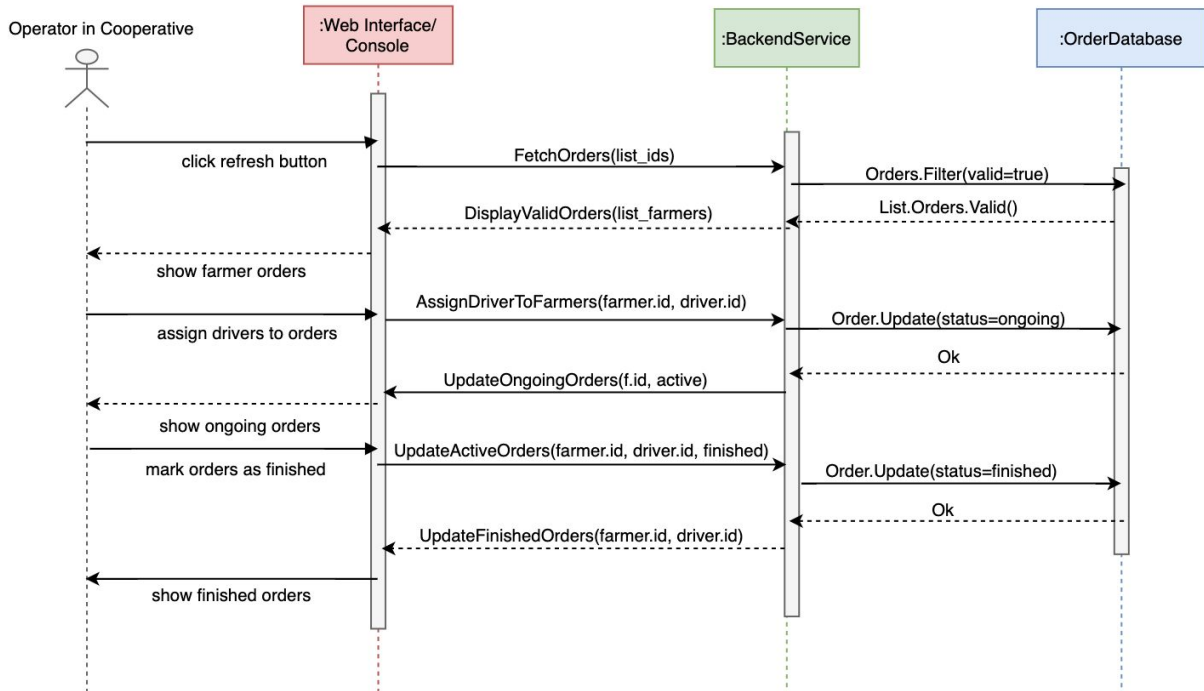 Operator in Cooperative
:Web Interface/
Console
:BackendService
:OrderDatabase
click refresh button
FetchOrders(list_ids)
Orders.Filter(valid=true)
DisplayValidOrders(list_farmers)
List.Orders.Valid()
show farmer orders
AssignDriverToFarmers(farmer.id, driver.id)
assign drivers to orders
Order.Update(status=ongoing)
Ok
UpdateOngoingOrders(f.id, active)
show ongoing orders
UpdateActiveOrders(farmer.id, driver.id, finished)
mark orders as finished
Order.Update(status=finished)
Ok
UpdateFinishedOrders(farmer.id, driver.id)
show finished orders